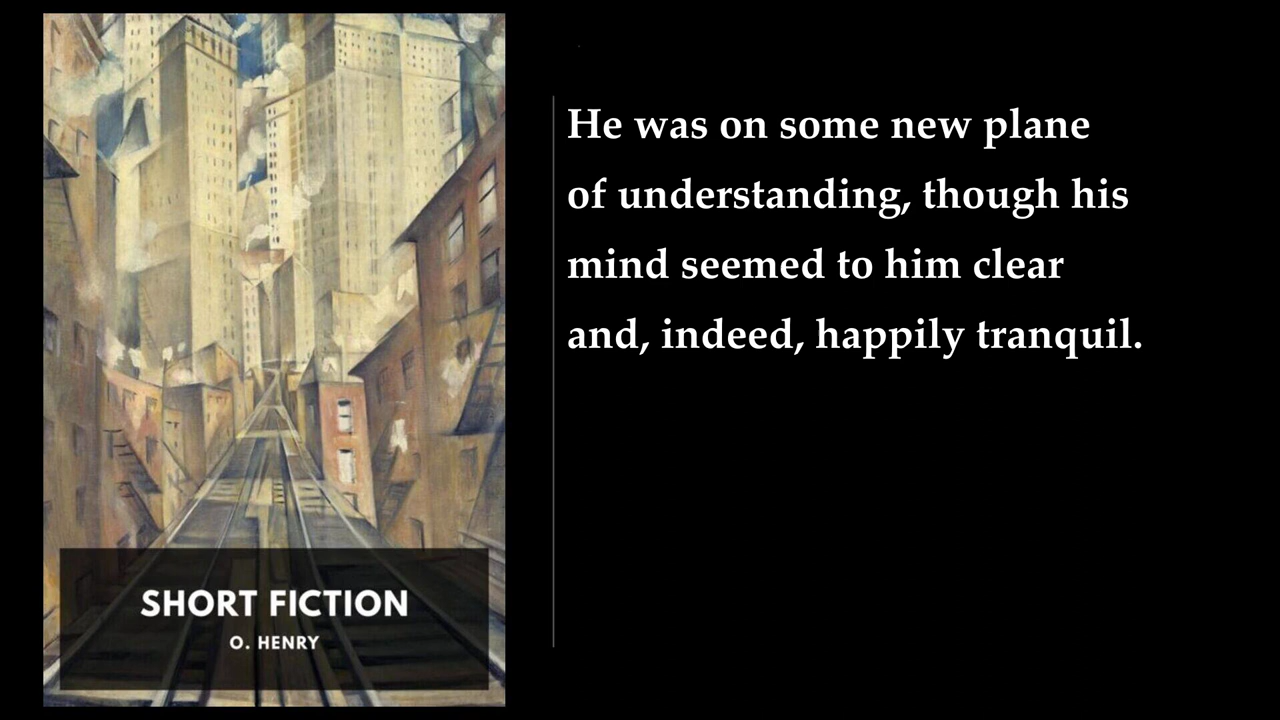 SHORT FICTION
O. HENRY
He was on some new plane
of understanding, though his
mind seemed to him clear
and, indeed, happily tranquil.